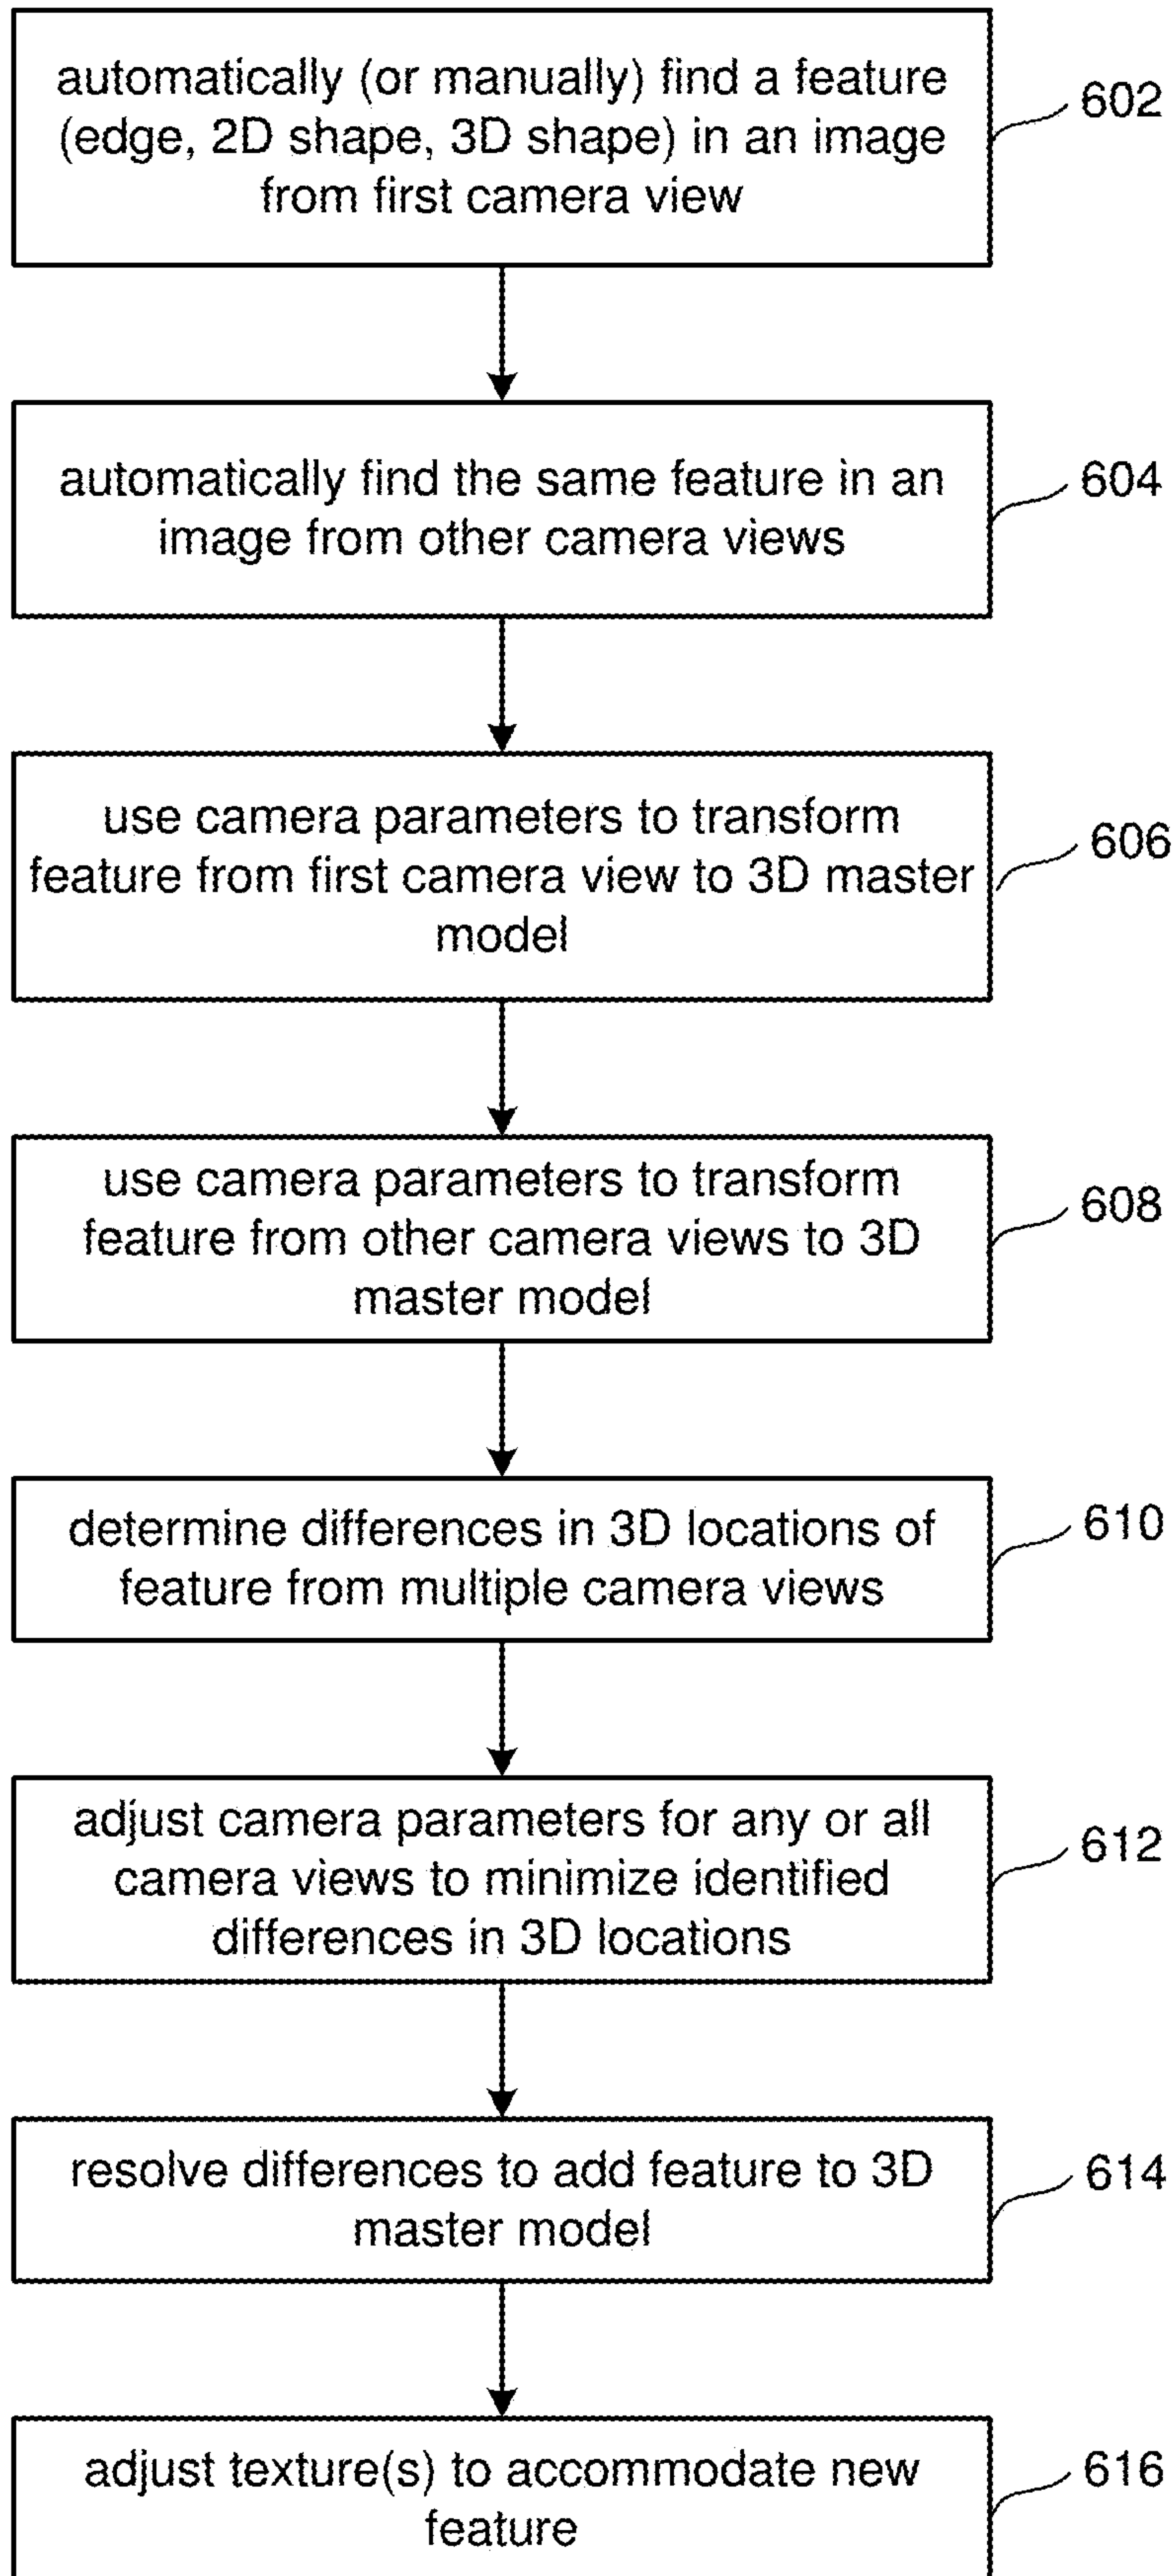 automatically (or manually) find a feature
(edge, 2D shape, 3D shape) in an image
from first camera view
602
automatically find the same feature in an
image from other camera views
604
use camera parameters to transform
feature from first camera view to 3D master
model
606
use camera parameters to transform
feature from other camera views to 3D
master model
608
determine differences in 3D locations of
feature from multiple camera views
610
adjust camera parameters for any or all
camera views to minimize identified
differences in 3D locations
612
resolve differences to add feature to 3D
master model
614
adjust texture(s) to accommodate new
feature
616